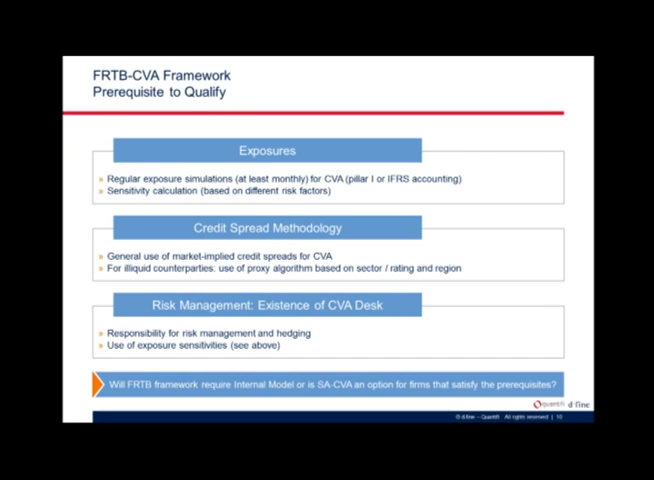 FRTB-CVA Framework
Prerequisite to Qualify
Exposures
» Regular exposure simulations (at least monthly) for CVA (pillar I or IFRS accounting)
» Sensitivity calculation (based on different risk factors)
Credit Spread Methodology
» General use of market-implied credit spreads for CVA
» For illiquid counterparties: use of proxy algorithm based on sector / rating and region
Risk Management: Existence of CVA Desk
» Responsibility for risk management and hedging
» Use of exposure sensitivities (see above)
Will FRTB framework require Internal Model or is SA-CVA an option for firms that satisfy the prerequisites?
quantifi d-fine
© d-fine – Quantifi All rights reserved | 10